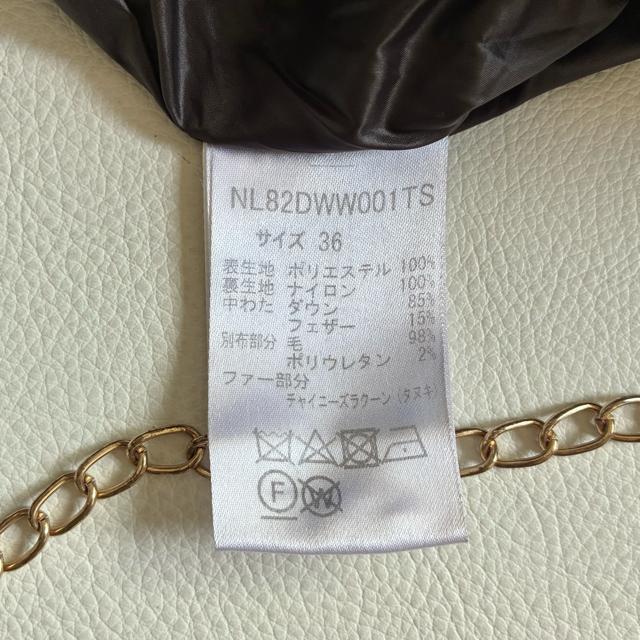 NL82DWW001TS
サイズ 36
表生地 ポリエステル 100%
裏生地 ナイロン 100%
中わた ダウン 85%
フェザー 15%
別布部分 毛 98%
ポリウレタン 2%
ファー部分
チャイニーズラクーン(タヌキ)
F W